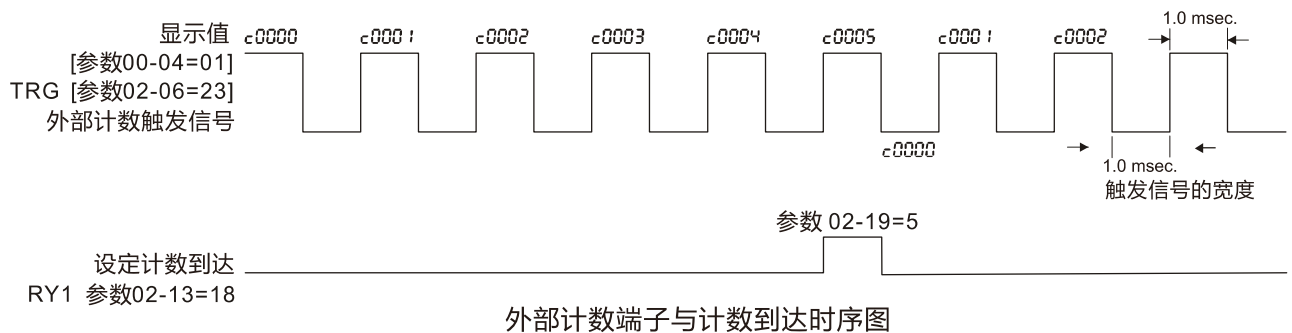 1.0 msec.
显示值
c0000 c0001 c0002 c0003 c0004 c0005 c0001 c0002
[参数00-04=01]
TRG [参数02-06=23]
外部计数触发信号
c0000
1.0 msec.
触发信号的宽度
参数 02-19=5
设定计数到达
RY1 参数02-13=18
外部计数端子与计数到达时序图